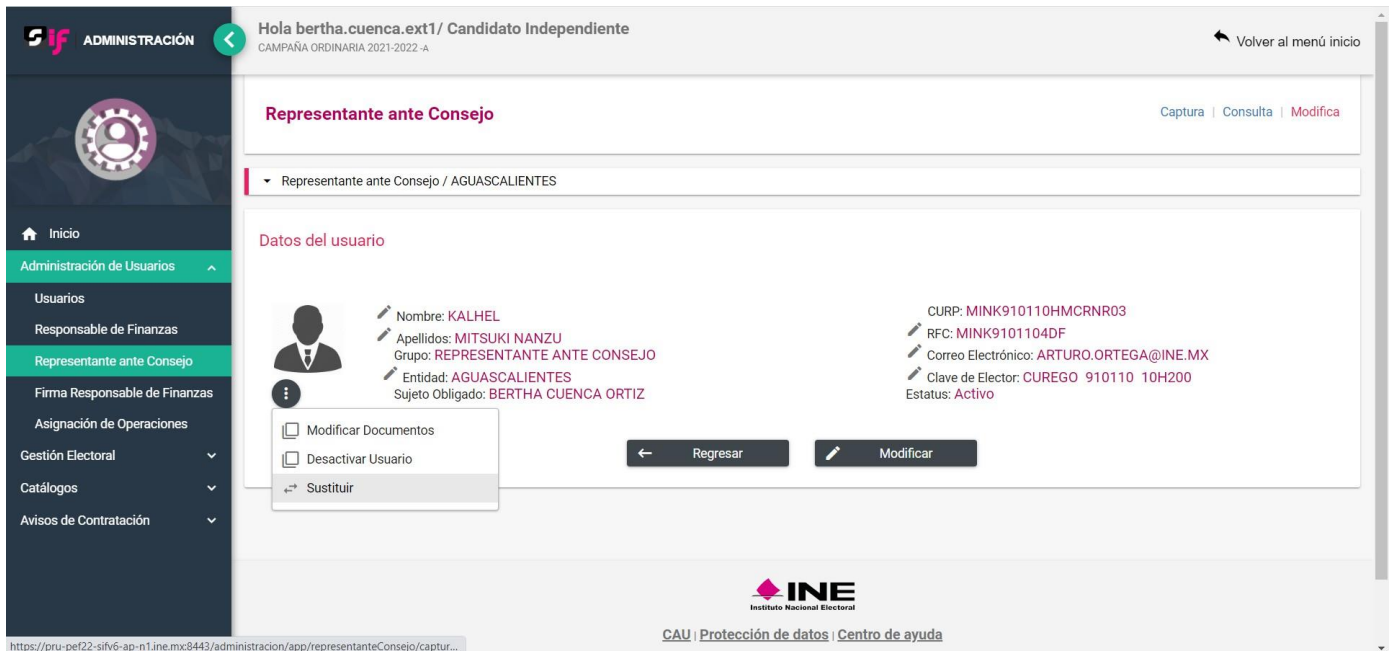 Sif ADMINISTRACIÓN
Hola bertha.cuenca.ext1/ Candidato Independiente
CAMPAÑA ORDINARIA 2021-2022 -A
Volver al menú inicio
Representante ante Consejo
Captura | Consulta | Modifica
Representante ante Consejo / AGUASCALIENTES
Inicio
Administración de Usuarios
Usuarios
Responsable de Finanzas
Representante ante Consejo
Firma Responsable de Finanzas
Asignación de Operaciones
Gestión Electoral
Catálogos
Avisos de Contratación
Datos del usuario
Nombre: KALHEL
Apellidos: MITSUKI NANZU
Grupo: REPRESENTANTE ANTE CONSEJO
Entidad: AGUASCALIENTES
Sujeto Obligado: BERTHA CUENCA ORTIZ
CURP: MINK910110HMCRNR03
RFC: MINK9101104DF
Correo Electrónico: ARTURO.ORTEGA@INE.MX
Clave de Elector: CUREGO 910110 10H200
Estatus: Activo
Modificar Documentos
Desactivar Usuario
Sustituir
Regresar
Modificar
INE
Instituto Nacional Electoral
CAU | Protección de datos | Centro de ayuda
https://pru-pef22-sifv6-ap-n1.ine.mx:8443/administracion/app/representanteConsejo/captur...